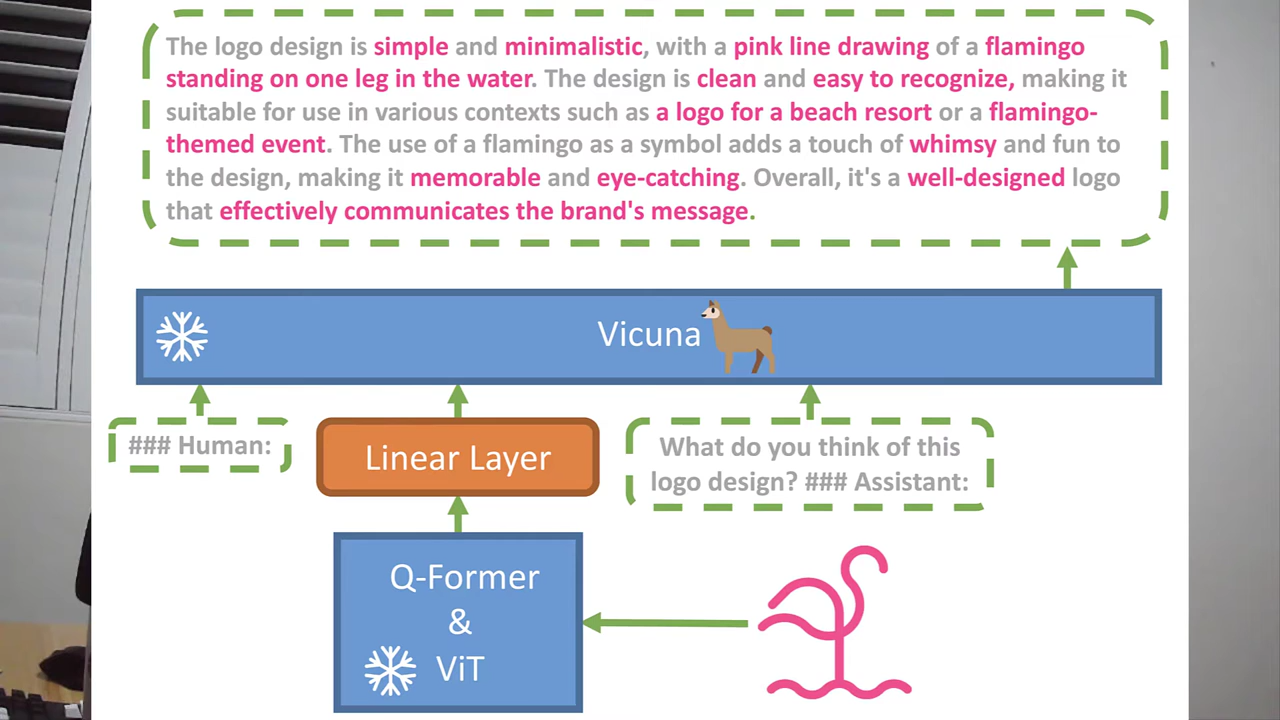 The logo design is simple and minimalistic, with a pink line drawing of a flamingo
standing on one leg in the water. The design is clean and easy to recognize, making it
suitable for use in various contexts such as a logo for a beach resort or a flamingo-
themed event. The use of a flamingo as a symbol adds a touch of whimsy and fun to
the design, making it memorable and eye-catching. Overall, it's a well-designed logo
that effectively communicates the brand's message.
Vicuna
### Human:
Linear Layer
What do you think of this
logo design? ### Assistant:
Q-Former
&
ViT